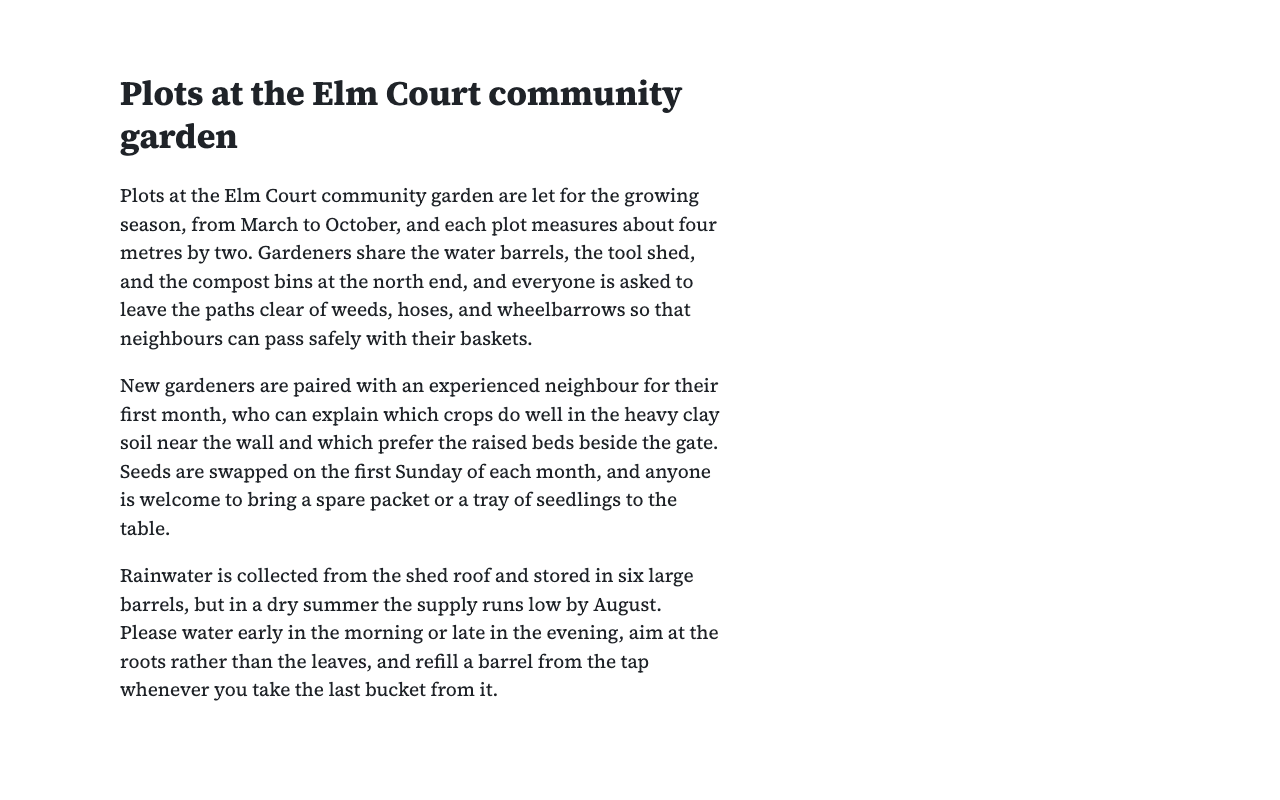 Plots at the Elm Court community
garden
Plots at the Elm Court community garden are let for the growing
season, from March to October, and each plot measures about four
metres by two. Gardeners share the water barrels, the tool shed,
and the compost bins at the north end, and everyone is asked to
leave the paths clear of weeds, hoses, and wheelbarrows so that
neighbours can pass safely with their baskets.
New gardeners are paired with an experienced neighbour for their
first month, who can explain which crops do well in the heavy clay
soil near the wall and which prefer the raised beds beside the gate.
Seeds are swapped on the first Sunday of each month, and anyone
is welcome to bring a spare packet or a tray of seedlings to the
table.
Rainwater is collected from the shed roof and stored in six large
barrels, but in a dry summer the supply runs low by August.
Please water early in the morning or late in the evening, aim at the
roots rather than the leaves, and refill a barrel from the tap
whenever you take the last bucket from it.